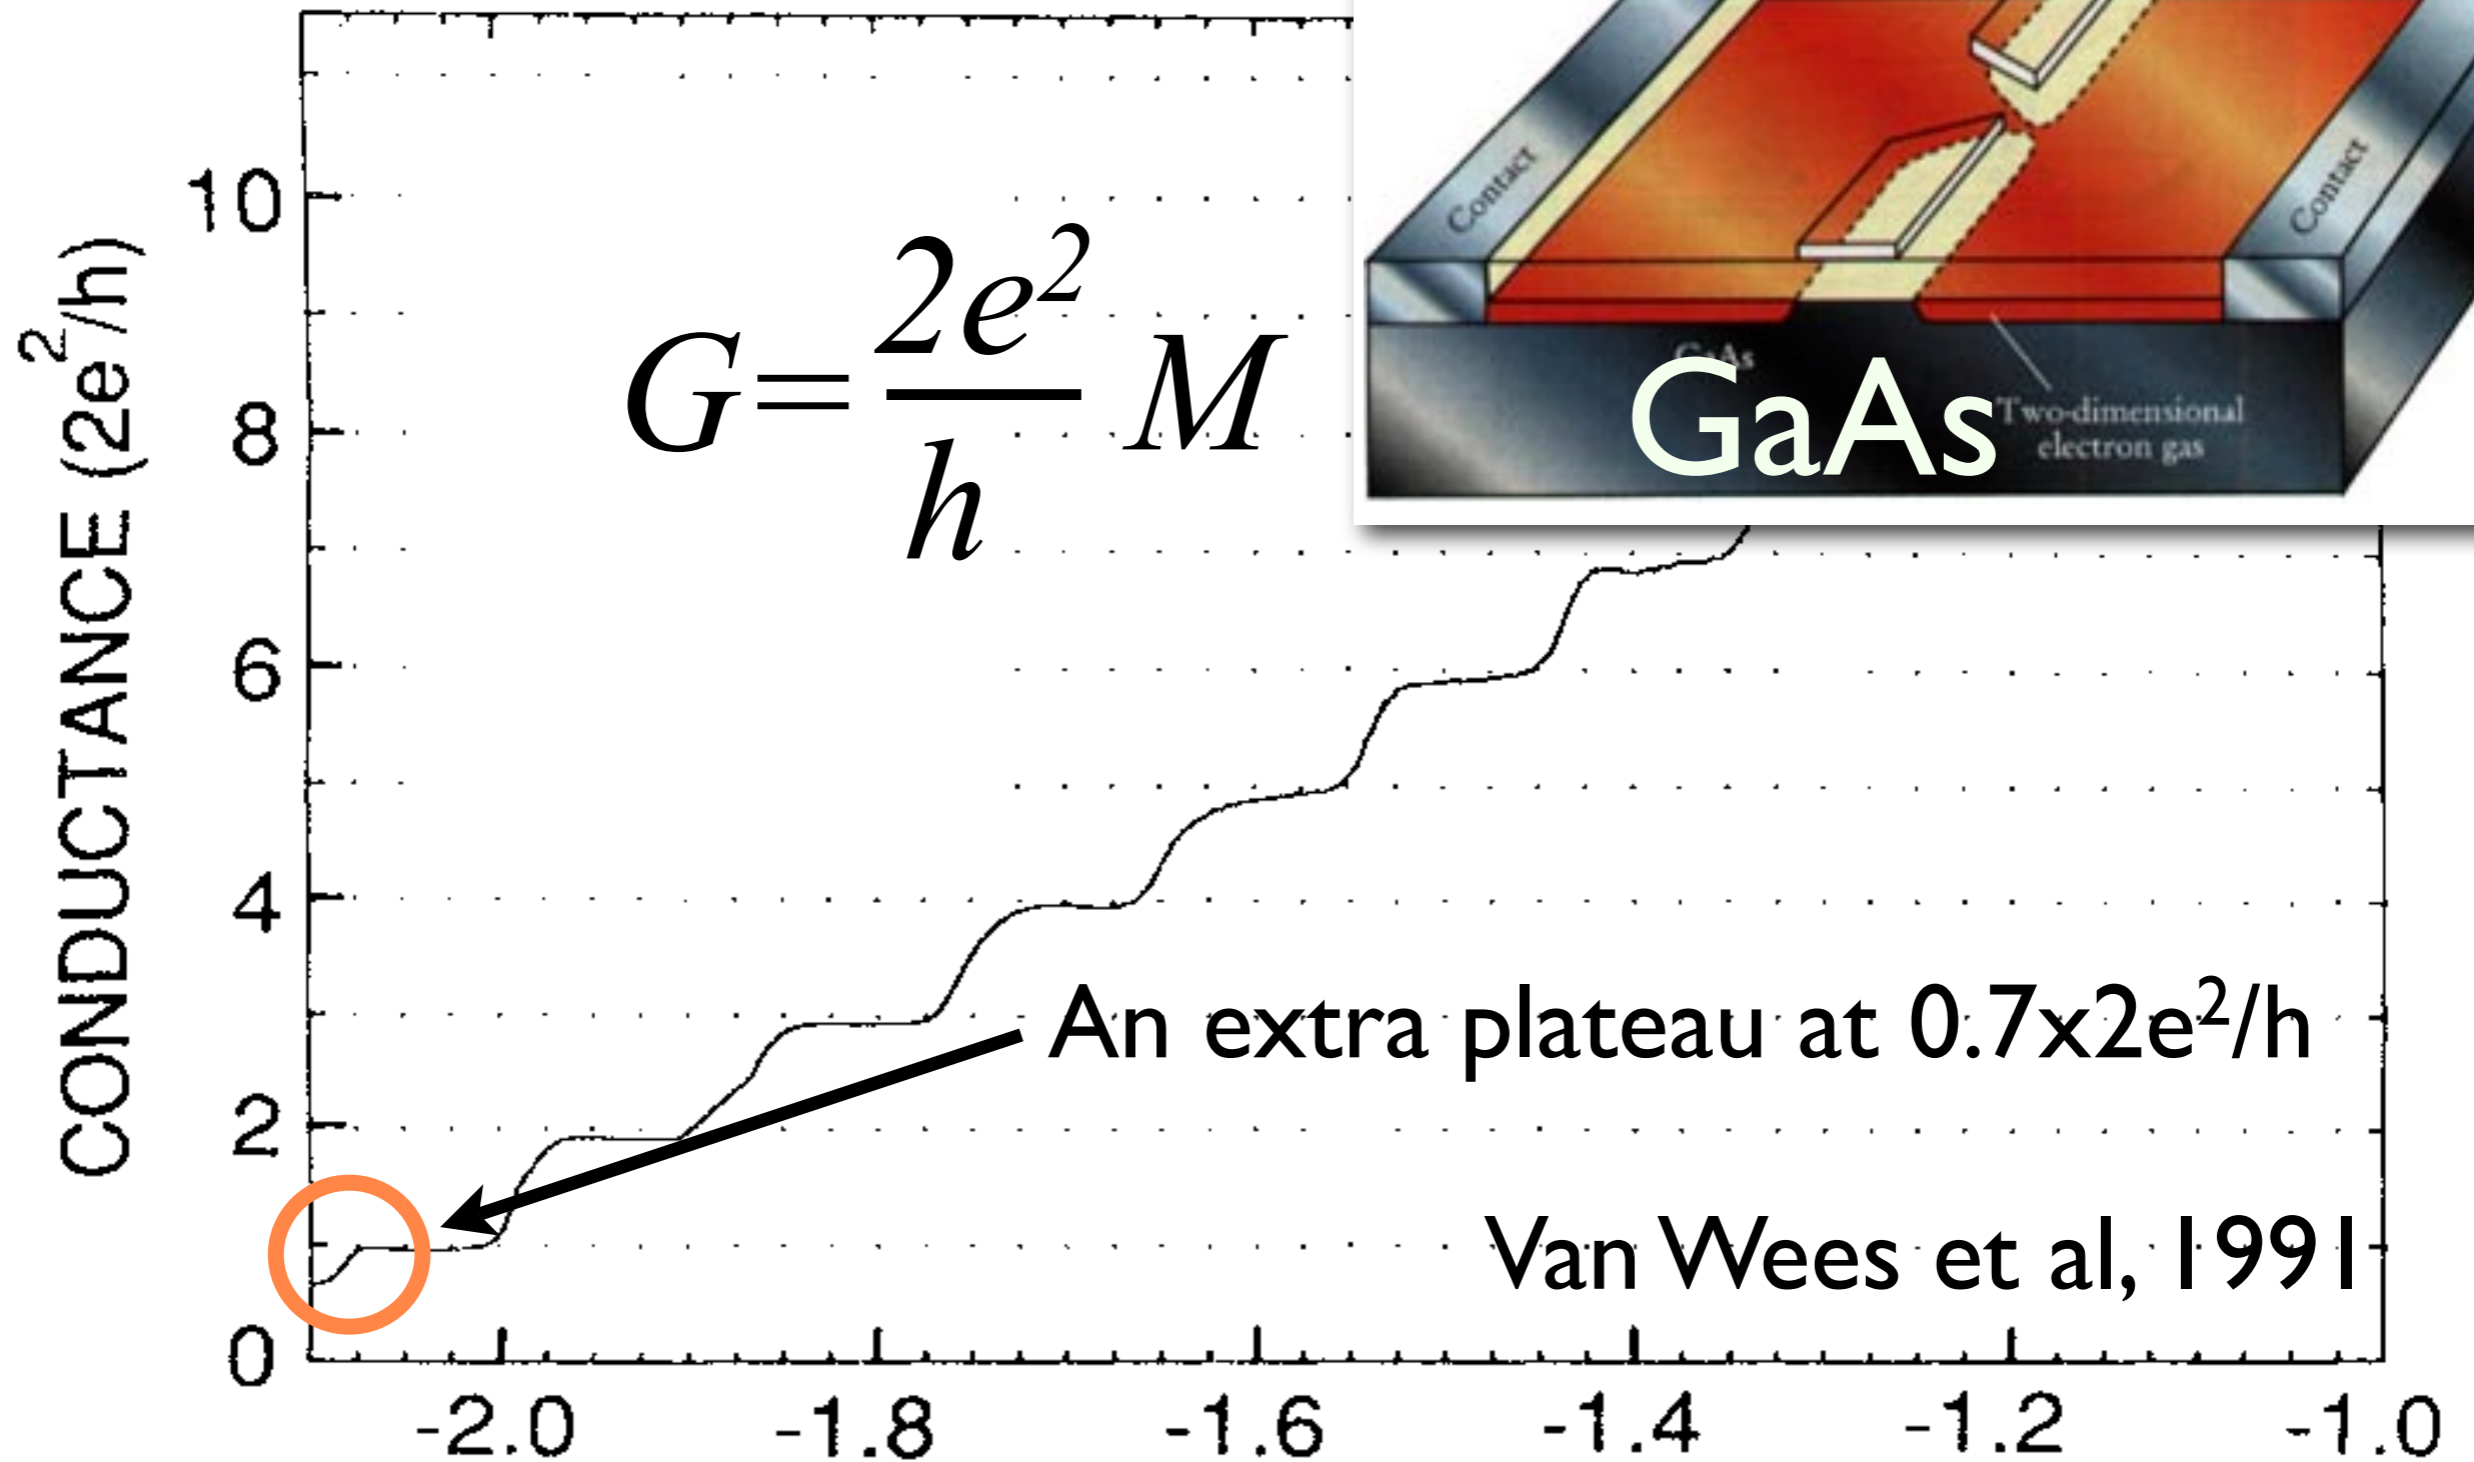 CONDUCTANCE (2e²/h)
10
8
6
4
2
0
G = 2e²/h M
Contact
Contact
GaAs
GaAs
Two-dimensional
electron gas
An extra plateau at 0.7x2e²/h
Van Wees et al, 1991
-2.0 -1.8 -1.6 -1.4 -1.2 -1.0